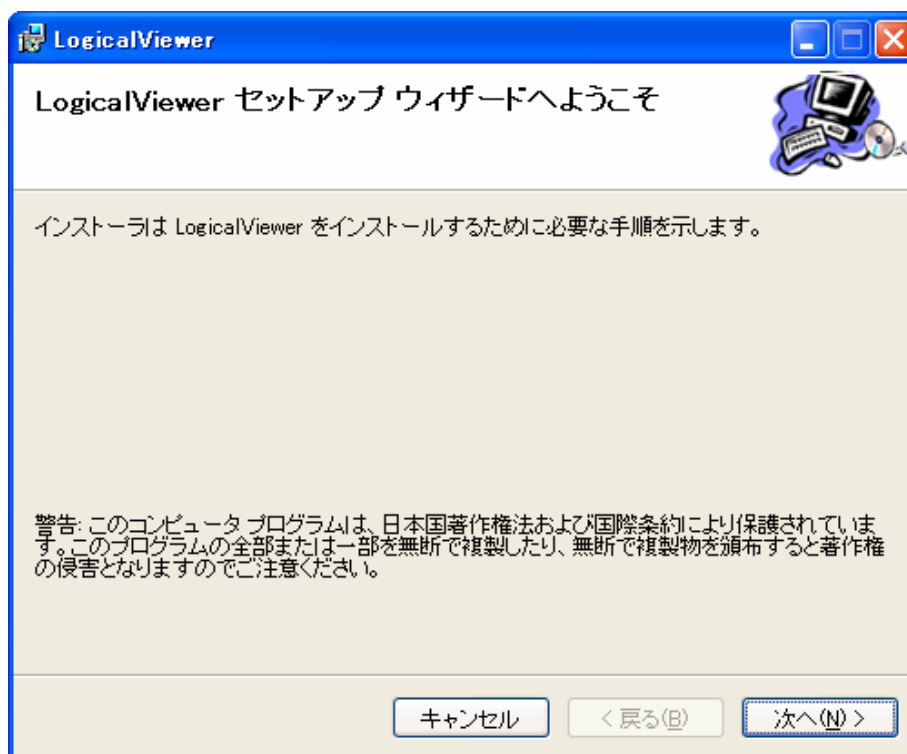 LogicalViewer
LogicalViewer セットアップ ウィザードへようこそ
インストーラは LogicalViewer をインストールするために必要な手順を示します。
警告: このコンピュータ プログラムは、日本国著作権法および国際条約により保護されていま
す。このプログラムの全部または一部を無断で複製したり、無断で複製物を頒布すると著作権
の侵害となりますのでご注意ください。
キャンセル
< 戻る(B)
次へ(N) >